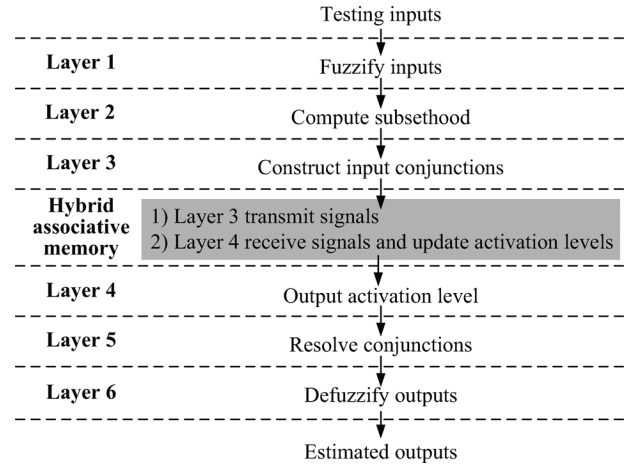 Testing inputs
Layer 1
Fuzzify inputs
Layer 2
Compute subsethood
Layer 3
Construct input conjunctions
Hybrid
associative
memory
1) Layer 3 transmit signals
2) Layer 4 receive signals and update activation levels
Layer 4
Output activation level
Layer 5
Resolve conjunctions
Layer 6
Defuzzify outputs
Estimated outputs